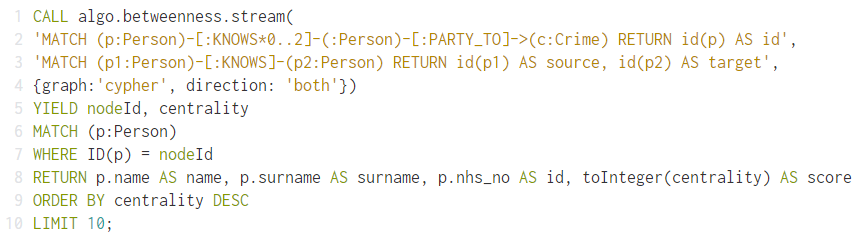 1 CALL algo.betweenness.stream(
2 'MATCH (p:Person)-[:KNOWS*0..2]-(:Person)-[:PARTY_TO]->(c:Crime) RETURN id(p) AS id',
3 'MATCH (p1:Person)-[:KNOWS]-(p2:Person) RETURN id(p1) AS source, id(p2) AS target',
4 {graph:'cypher', direction: 'both'})
5 YIELD nodeId, centrality
6 MATCH (p:Person)
7 WHERE ID(p) = nodeId
8 RETURN p.name AS name, p.surname AS surname, p.nhs_no AS id, toInteger(centrality) AS score
9 ORDER BY centrality DESC
10 LIMIT 10;